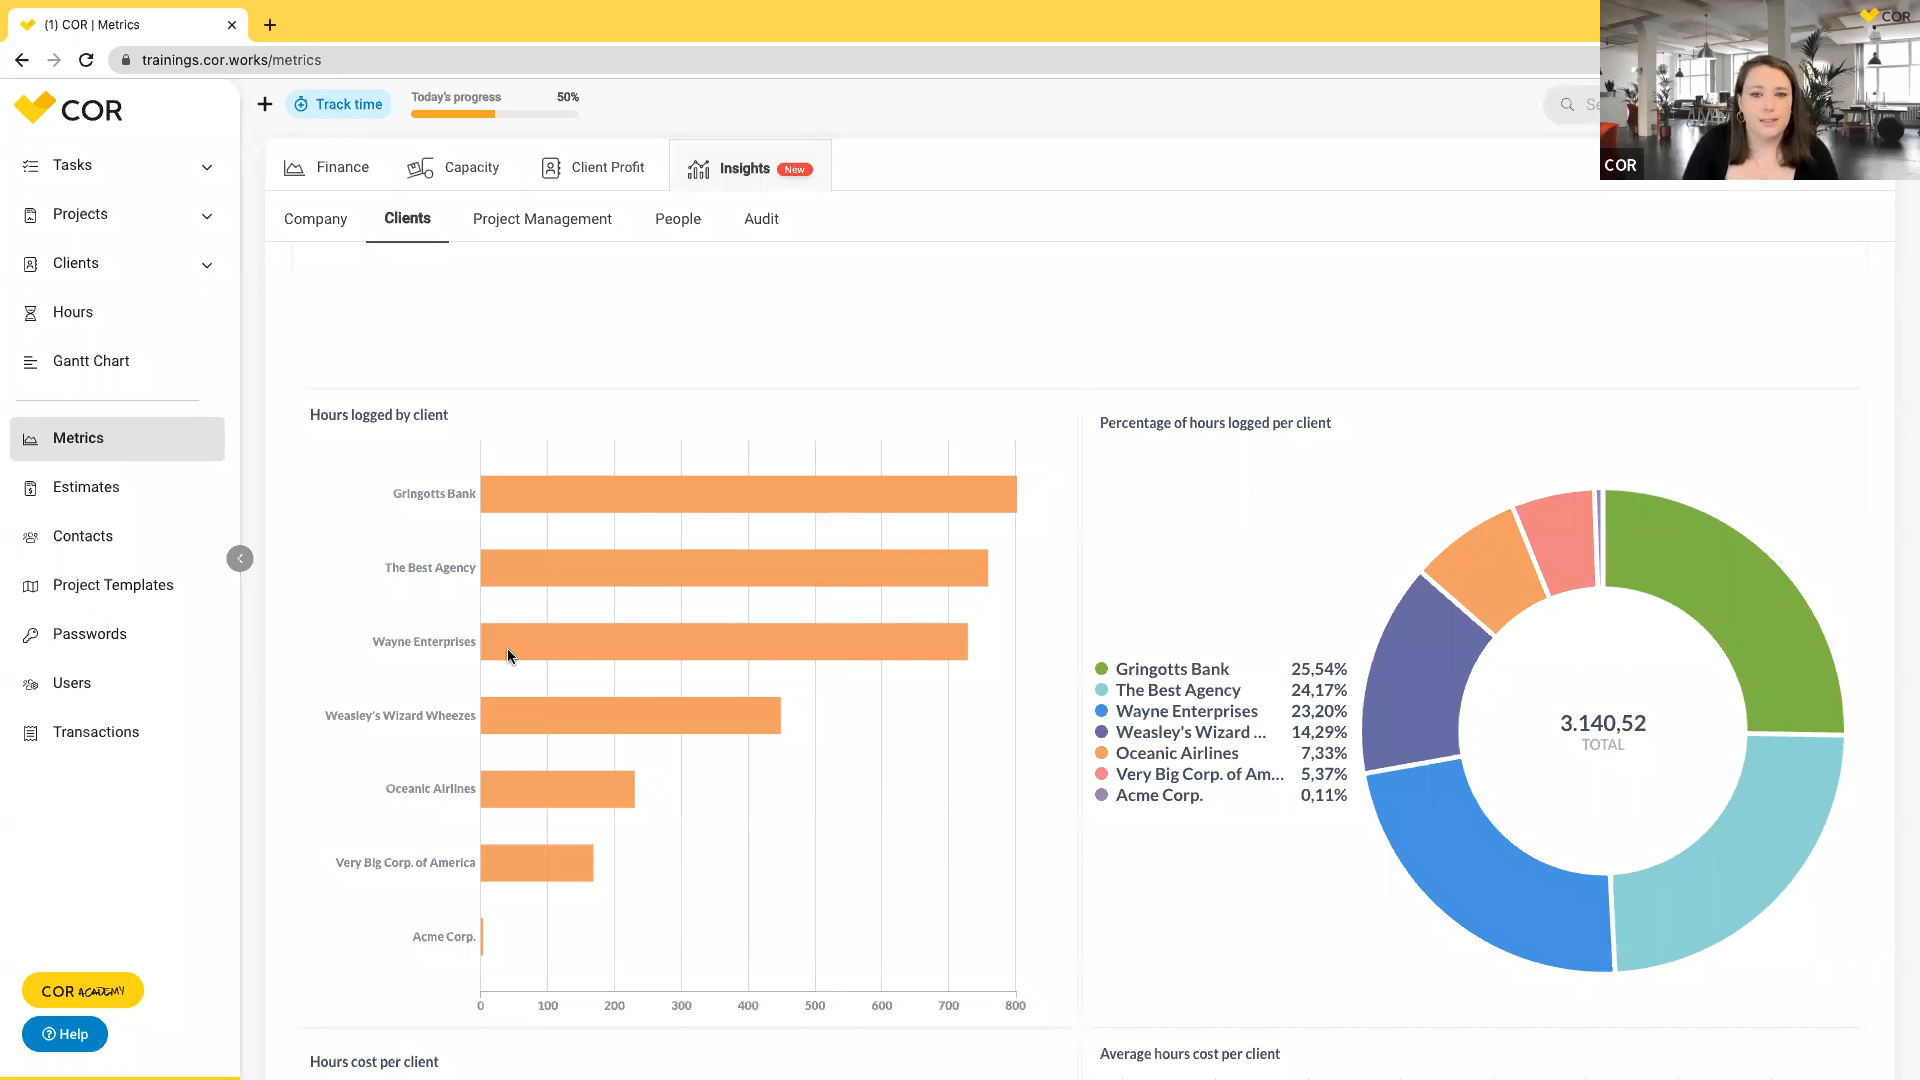 (1) COR | Metrics
trainings.cor.works/metrics
COR
COR
COR
Track time
Today's progress 50%
Finance
Capacity
Client Profit
Insights New
Company
Clients
Project Management
People
Audit
Tasks
Projects
Clients
Hours
Gantt Chart
Metrics
Estimates
Contacts
Project Templates
Passwords
Users
Transactions
COR ACADEMY
Help
Hours logged by client
Gringotts Bank
The Best Agency
Wayne Enterprises
Weasley's Wizard Wheezes
Oceanic Airlines
Very Big Corp. of America
Acme Corp.
0 100 200 300 400 500 600 700 800
Percentage of hours logged per client
Gringotts Bank 25,54%
The Best Agency 24,17%
Wayne Enterprises 23,20%
Weasley's Wizard ... 14,29%
Oceanic Airlines 7,33%
Very Big Corp. of Am... 5,37%
Acme Corp. 0,11%
3.140,52
TOTAL
Hours cost per client
Average hours cost per client